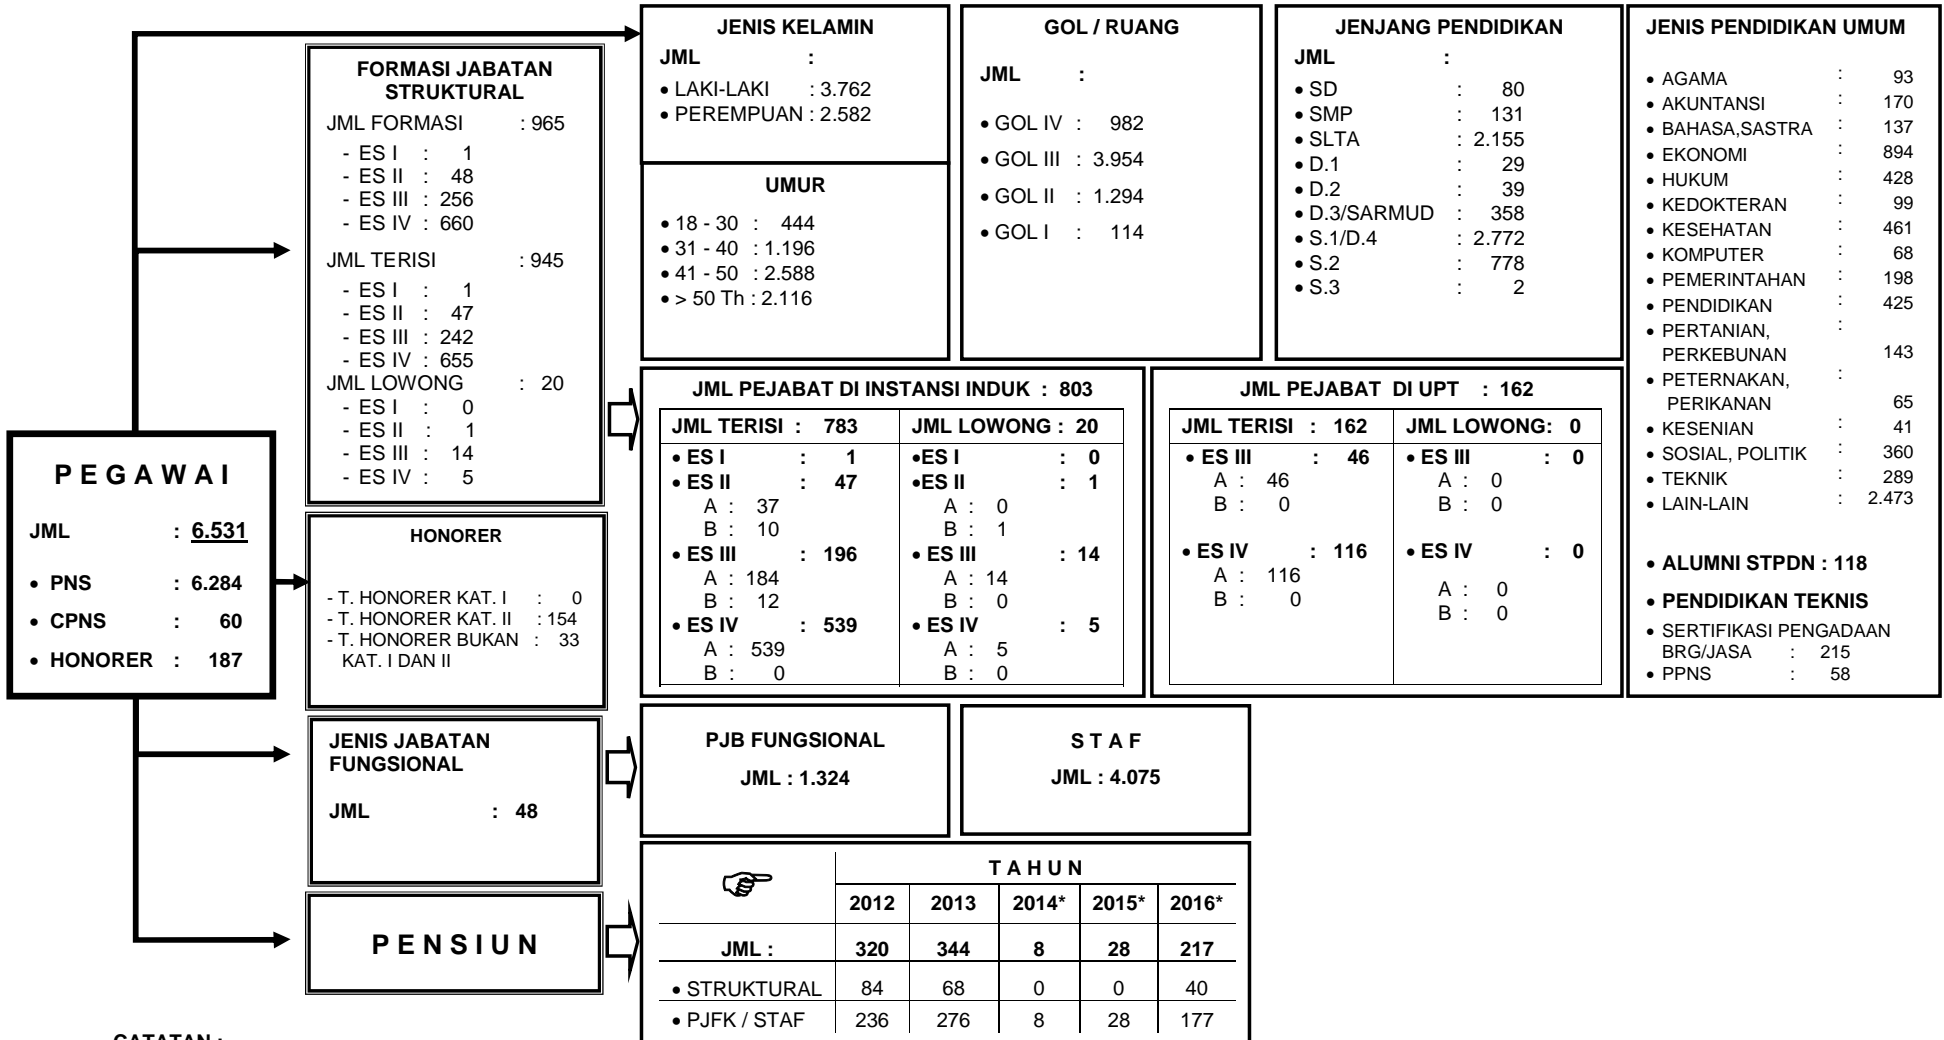 PEGAWAI
JML : 6.531
• PNS : 6.284
• CPNS : 60
• HONORER : 187
FORMASI JABATAN
STRUKTURAL
JML FORMASI : 965
- ES I : 1
- ES II : 48
- ES III : 256
- ES IV : 660
JML TERISI : 945
- ES I : 1
- ES II : 47
- ES III : 242
- ES IV : 655
JML LOWONG : 20
- ES I : 0
- ES II : 1
- ES III : 14
- ES IV : 5
HONORER
- T. HONORER KAT. I : 0
- T. HONORER KAT. II : 154
- T. HONORER BUKAN : 33
KAT. I DAN II
JENIS JABATAN
FUNGSIONAL
JML : 48
PENSIUN
JENIS KELAMIN
JML :
• LAKI-LAKI : 3.762
• PEREMPUAN : 2.582
UMUR
• 18 - 30 : 444
• 31 - 40 : 1.196
• 41 - 50 : 2.588
• > 50 Th : 2.116
GOL / RUANG
JML :
• GOL IV : 982
• GOL III : 3.954
• GOL II : 1.294
• GOL I : 114
JENJANG PENDIDIKAN
JML :
• SD : 80
• SMP : 131
• SLTA : 2.155
• D.1 : 29
• D.2 : 39
• D.3/SARMUD : 358
• S.1/D.4 : 2.772
• S.2 : 778
• S.3 : 2
JENIS PENDIDIKAN UMUM
• AGAMA : 93
• AKUNTANSI : 170
• BAHASA,SASTRA : 137
• EKONOMI : 894
• HUKUM : 428
• KEDOKTERAN : 99
• KESEHATAN : 461
• KOMPUTER : 68
• PEMERINTAHAN : 198
• PENDIDIKAN : 425
• PERTANIAN, :
PERKEBUNAN 143
• PETERNAKAN, :
PERIKANAN 65
• KESENIAN : 41
• SOSIAL, POLITIK : 360
• TEKNIK : 289
• LAIN-LAIN : 2.473
• ALUMNI STPDN : 118
• PENDIDIKAN TEKNIS
• SERTIFIKASI PENGADAAN
BRG/JASA : 215
• PPNS : 58
JML PEJABAT DI INSTANSI INDUK : 803
JML TERISI : 783
• ES I : 1
• ES II : 47
A : 37
B : 10
• ES III : 196
A : 184
B : 12
• ES IV : 539
A : 539
B : 0
JML LOWONG : 20
•ES I : 0
•ES II : 1
A : 0
B : 1
• ES III : 14
A : 14
B : 0
• ES IV : 5
A : 5
B : 0
JML PEJABAT DI UPT : 162
JML TERISI : 162
• ES III : 46
A : 46
B : 0
• ES IV : 116
A : 116
B : 0
JML LOWONG: 0
• ES III : 0
A : 0
B : 0
• ES IV : 0
A : 0
B : 0
PJB FUNGSIONAL
JML : 1.324
STAF
JML : 4.075
TAHUN
2012 2013 2014* 2015* 2016*
JML : 320 344 8 28 217
• STRUKTURAL 84 68 0 0 40
• PJFK / STAF 236 276 8 28 177
CATATAN :